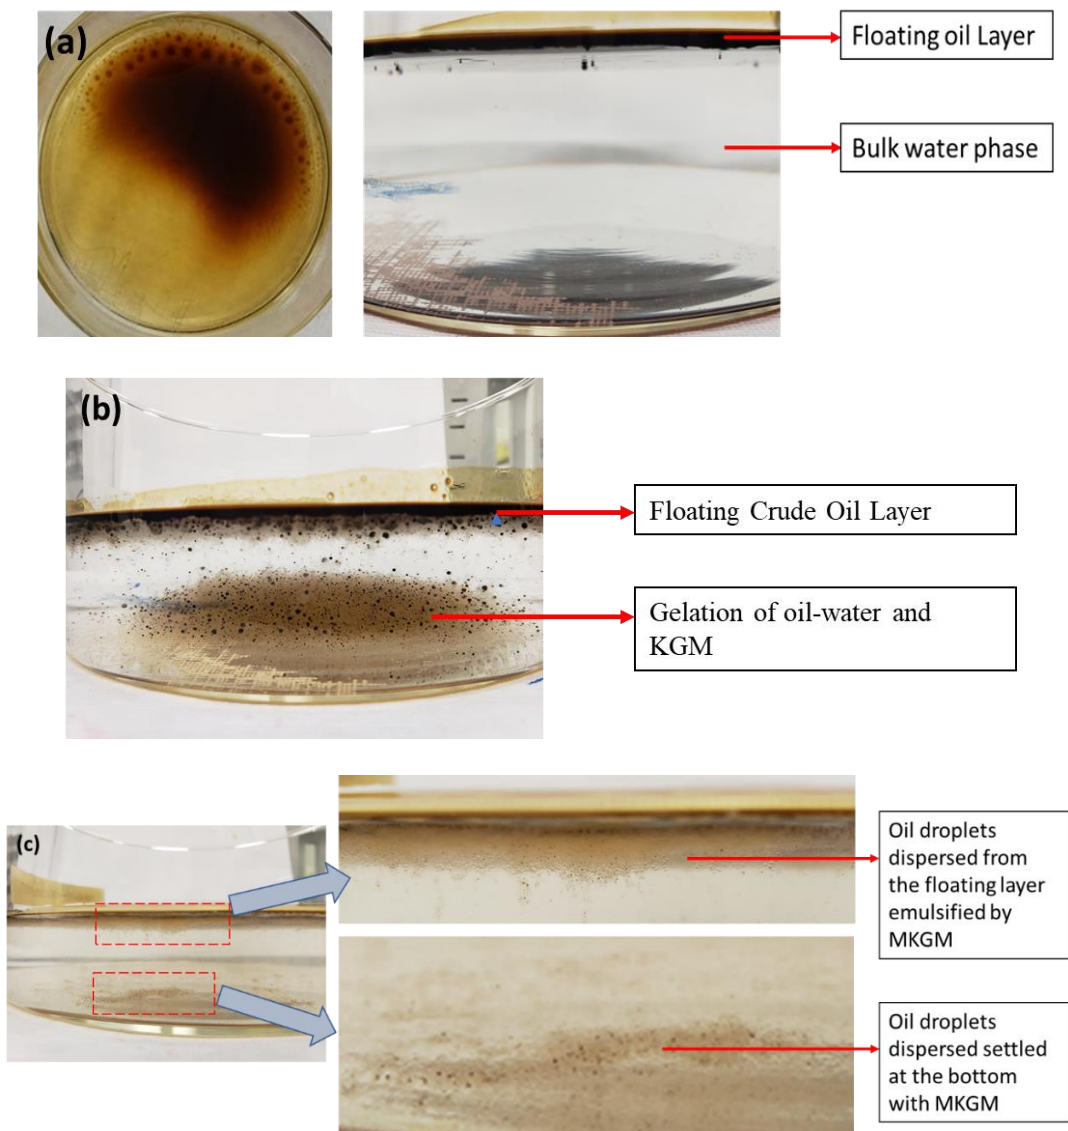 (a)
Floating oil Layer
Bulk water phase
(b)
Floating Crude Oil Layer
Gelation of oil-water and
KGM
(c)
Oil droplets
dispersed from
the floating layer
emulsified by
MKGM
Oil droplets
dispersed settled
at the bottom
with MKGM